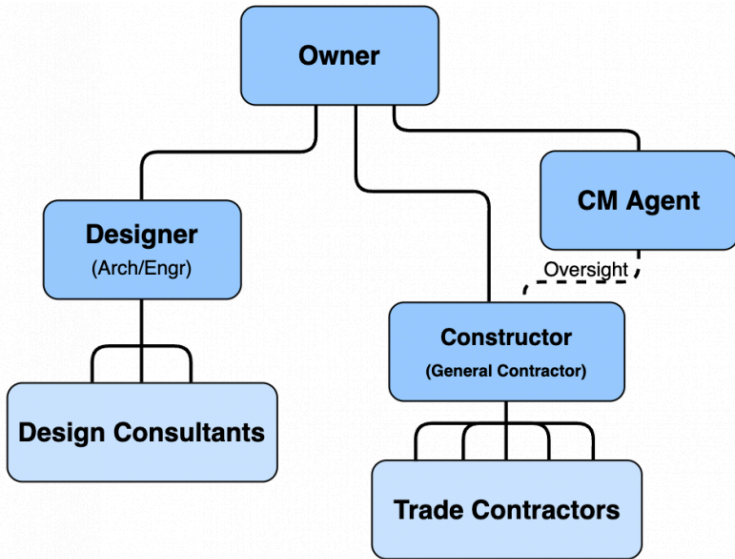 Owner
CM Agent
Designer
(Arch/Engr)
Oversight
Constructor
(General Contractor)
Design Consultants
Trade Contractors